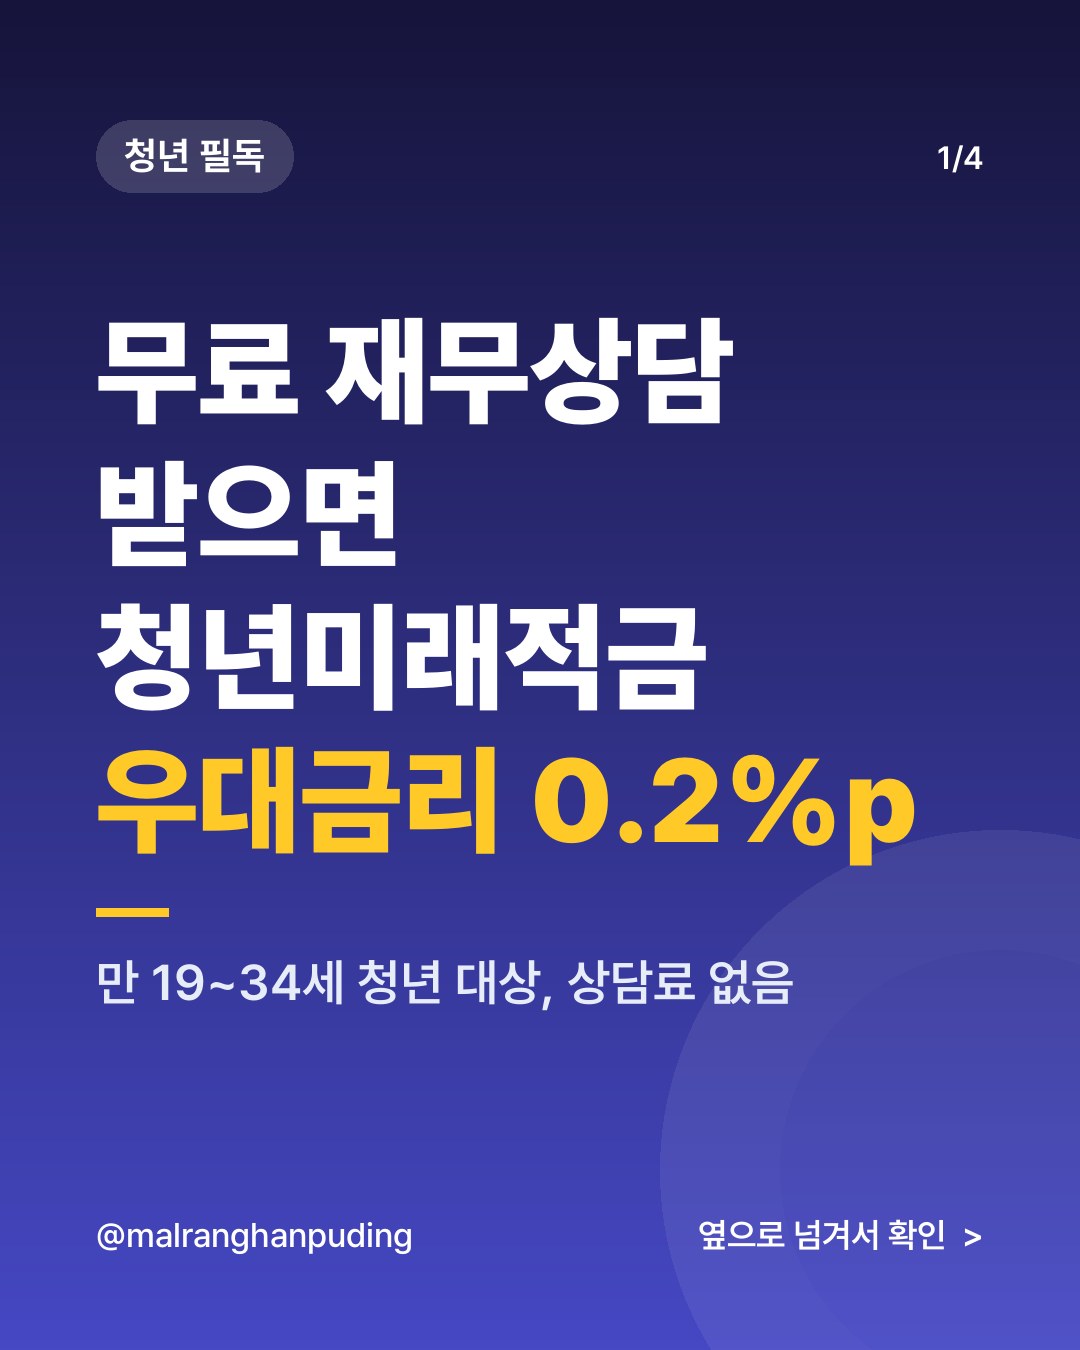 청년 필독
1/4
무료 재무상담
받으면
청년미래적금
우대금리 0.2%p
만 19~34세 청년 대상, 상담료 없음
@malranghanpuding
옆으로 넘겨서 확인 >